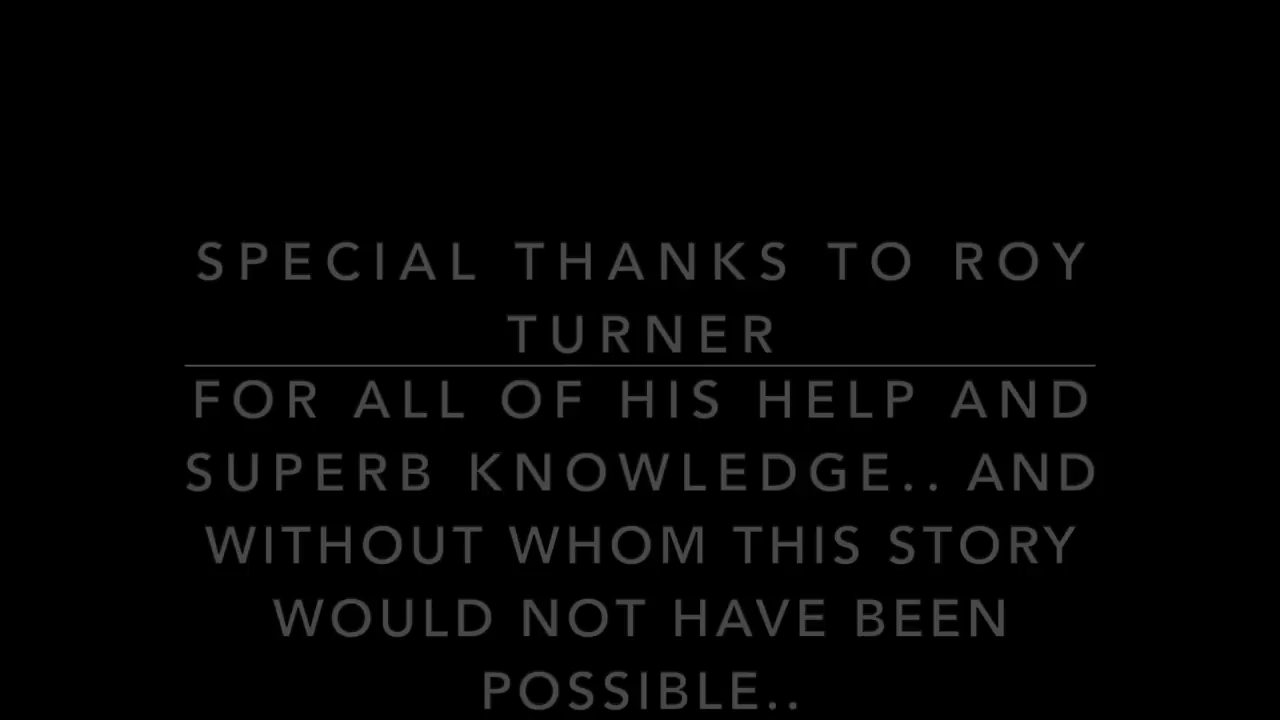 SPECIAL THANKS TO ROY
TURNER
FOR ALL OF HIS HELP AND
SUPERB KNOWLEDGE.. AND
WITHOUT WHOM THIS STORY
WOULD NOT HAVE BEEN
POSSIBLE..